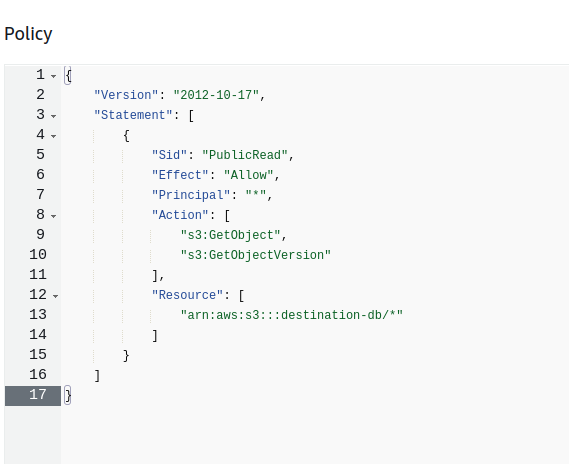 Policy
1 {
2 "Version": "2012-10-17",
3 "Statement": [
4 {
5 "Sid": "PublicRead",
6 "Effect": "Allow",
7 "Principal": "*",
8 "Action": [
9 "s3:GetObject",
10 "s3:GetObjectVersion"
11 ],
12 "Resource": [
13 "arn:aws:s3:::destination-db/*"
14 ]
15 }
16 ]
17 }